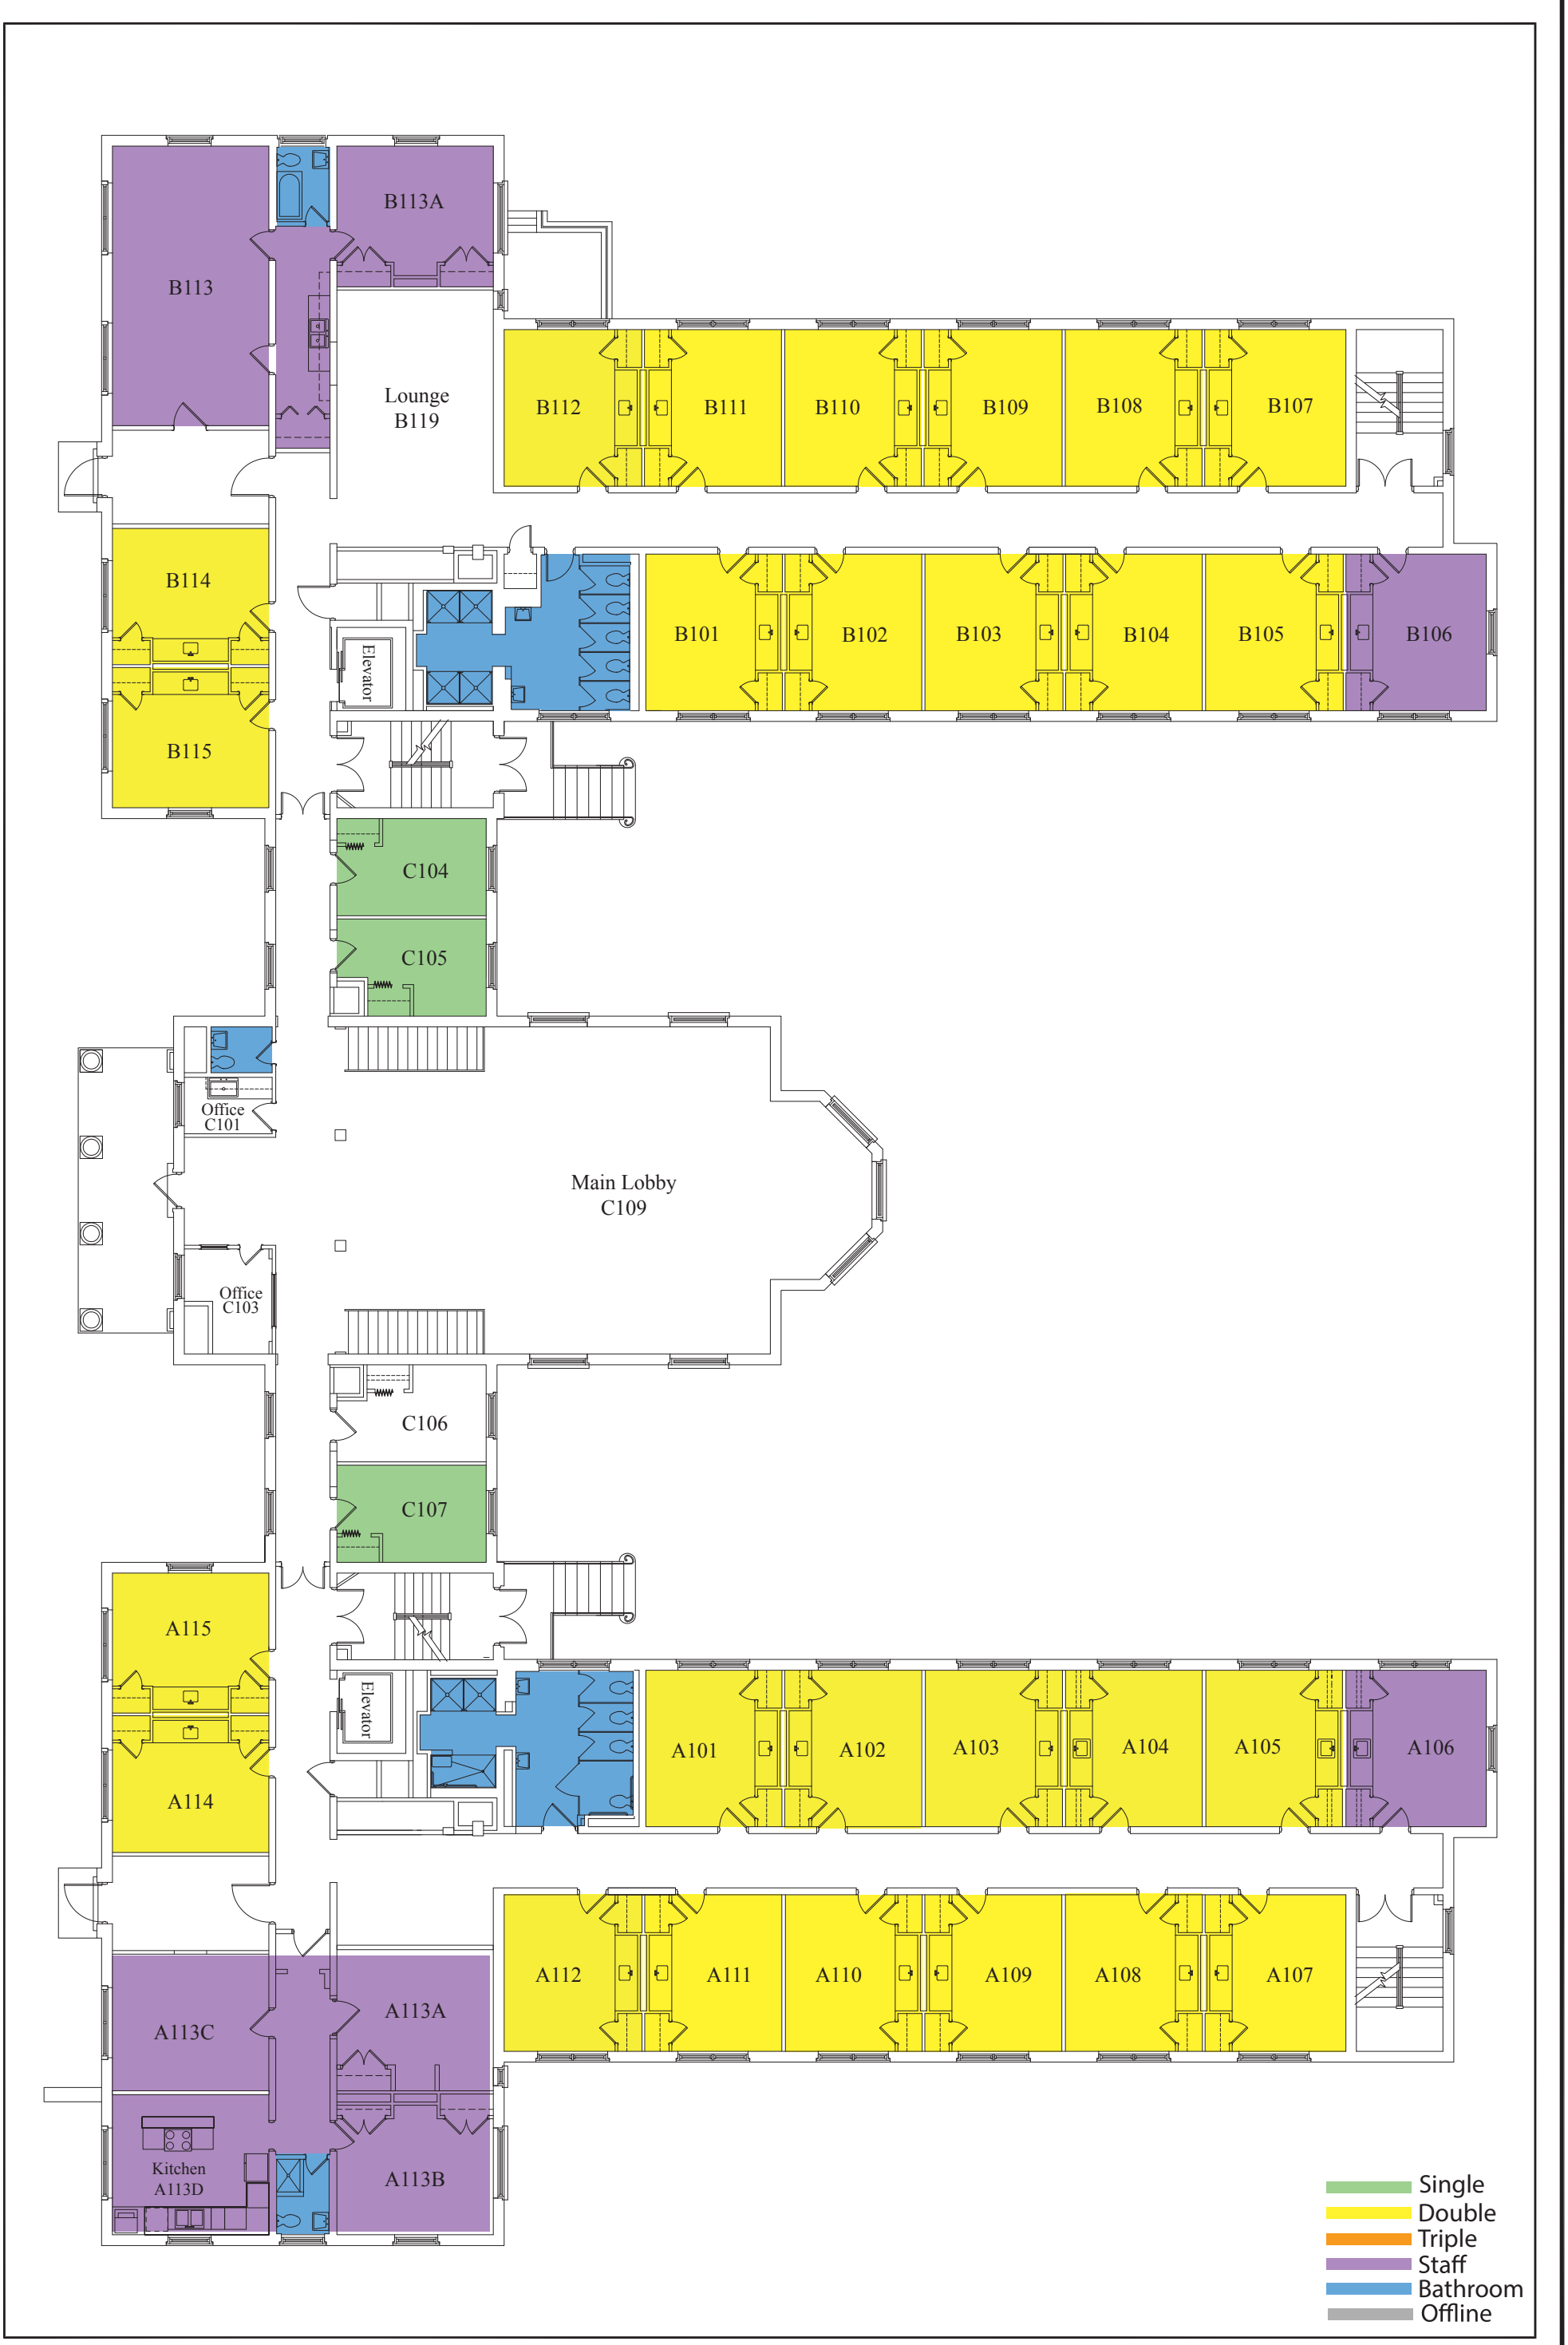 B113A
B113
Lounge
B119
B112
B111
B110
B109
B108
B107
B114
Elevator
B101
B102
B103
B104
B105
B106
B115
C104
C105
Office
C101
Main Lobby
C109
Office
C103
C106
C107
A115
Elevator
A101
A102
A103
A104
A105
A106
A114
A112
A111
A110
A109
A108
A107
A113A
A113C
Kitchen
A113D
A113B
Single
Double
Triple
Staff
Bathroom
Offline